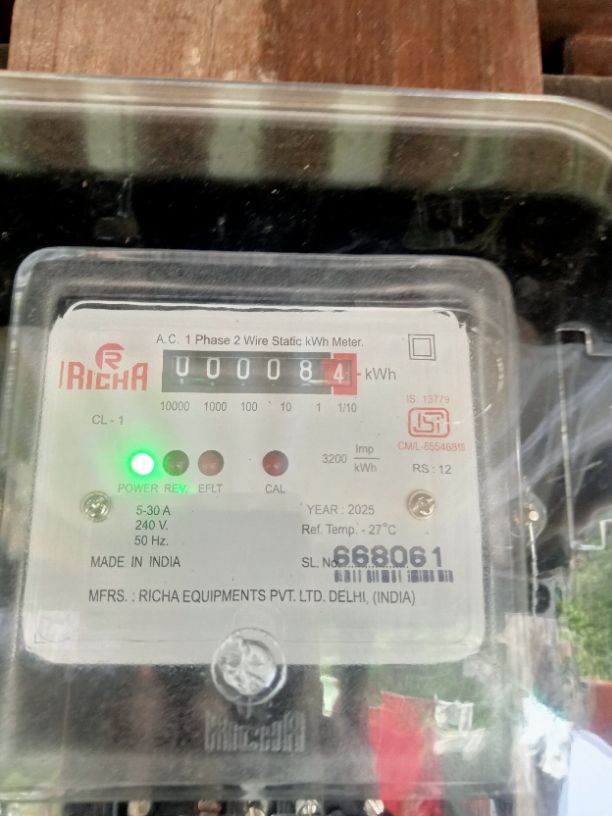 A.C. 1 Phase 2 Wire Static kWh Meter.
R
RICHA
000084 - kWh
10000 1000 100 10 1 1/10
IS: 13779
ISI
CL - 1
3200 Imp/kWh
RS : 12
POWER REV. EFLT CAL
5-30 A
240 V.
50 Hz.
YEAR : 2025
Ref. Temp. - 27°C
MADE IN INDIA
SL. No. 668061
MFRS. : RICHA EQUIPMENTS PVT. LTD. DELHI, (INDIA)